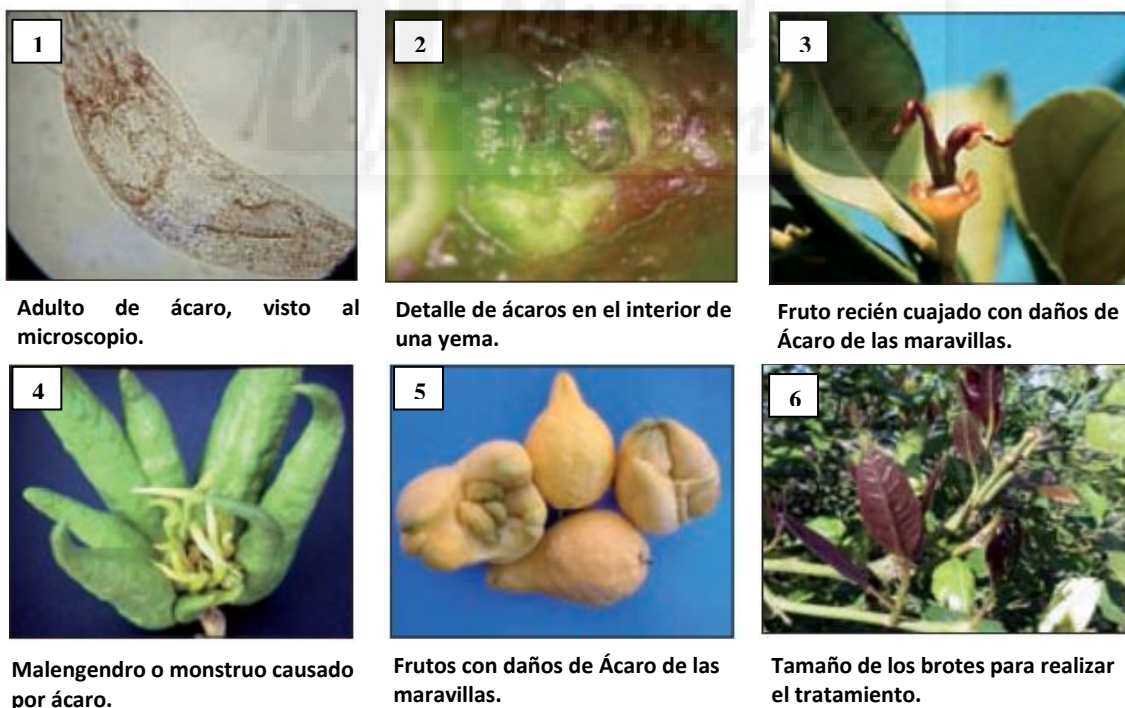 1
2
3
Adulto de ácaro, visto al
microscopio.
Detalle de ácaros en el interior de
una yema.
Fruto recién cuajado con daños de
Ácaro de las maravillas.
4
5
6
Malengendro o monstruo causado
por ácaro.
Frutos con daños de Ácaro de las
maravillas.
Tamaño de los brotes para realizar
el tratamiento.